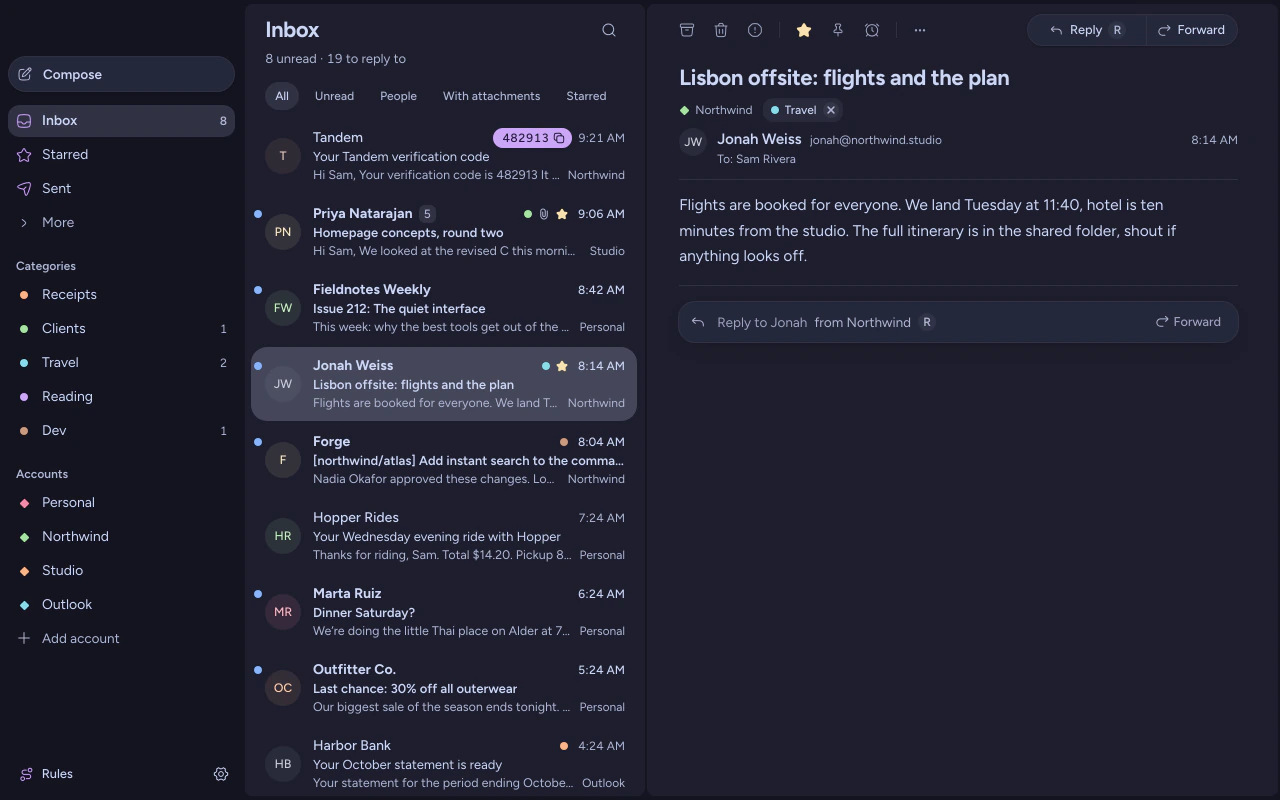 Compose
Inbox 8
Starred
Sent
More
Categories
Receipts
Clients 1
Travel 2
Reading
Dev 1
Accounts
Personal
Northwind
Studio
Outlook
Add account
Rules
Inbox
8 unread · 19 to reply to
All Unread People With attachments Starred
T Tandem 482913 9:21 AM
Your Tandem verification code
Hi Sam, Your verification code is 482913 It … Northwind
PN Priya Natarajan 5 9:06 AM
Homepage concepts, round two
Hi Sam, We looked at the revised C this morni… Studio
FW Fieldnotes Weekly 8:42 AM
Issue 212: The quiet interface
This week: why the best tools get out of the … Personal
JW Jonah Weiss 8:14 AM
Lisbon offsite: flights and the plan
Flights are booked for everyone. We land T… Northwind
F Forge 8:04 AM
[northwind/atlas] Add instant search to the comma…
Nadia Okafor approved these changes. Lo… Northwind
HR Hopper Rides 7:24 AM
Your Wednesday evening ride with Hopper
Thanks for riding, Sam. Total $14.20. Pickup 8… Personal
MR Marta Ruiz 6:24 AM
Dinner Saturday?
We're doing the little Thai place on Alder at 7… Personal
OC Outfitter Co. 5:24 AM
Last chance: 30% off all outerwear
Our biggest sale of the season ends tonight. … Personal
HB Harbor Bank 4:24 AM
Your October statement is ready
Your statement for the period ending Octobe… Outlook
Reply R Forward
Lisbon offsite: flights and the plan
Northwind Travel
JW Jonah Weiss jonah@northwind.studio 8:14 AM
To: Sam Rivera
Flights are booked for everyone. We land Tuesday at 11:40, hotel is ten
minutes from the studio. The full itinerary is in the shared folder, shout if
anything looks off.
Reply to Jonah from Northwind R Forward